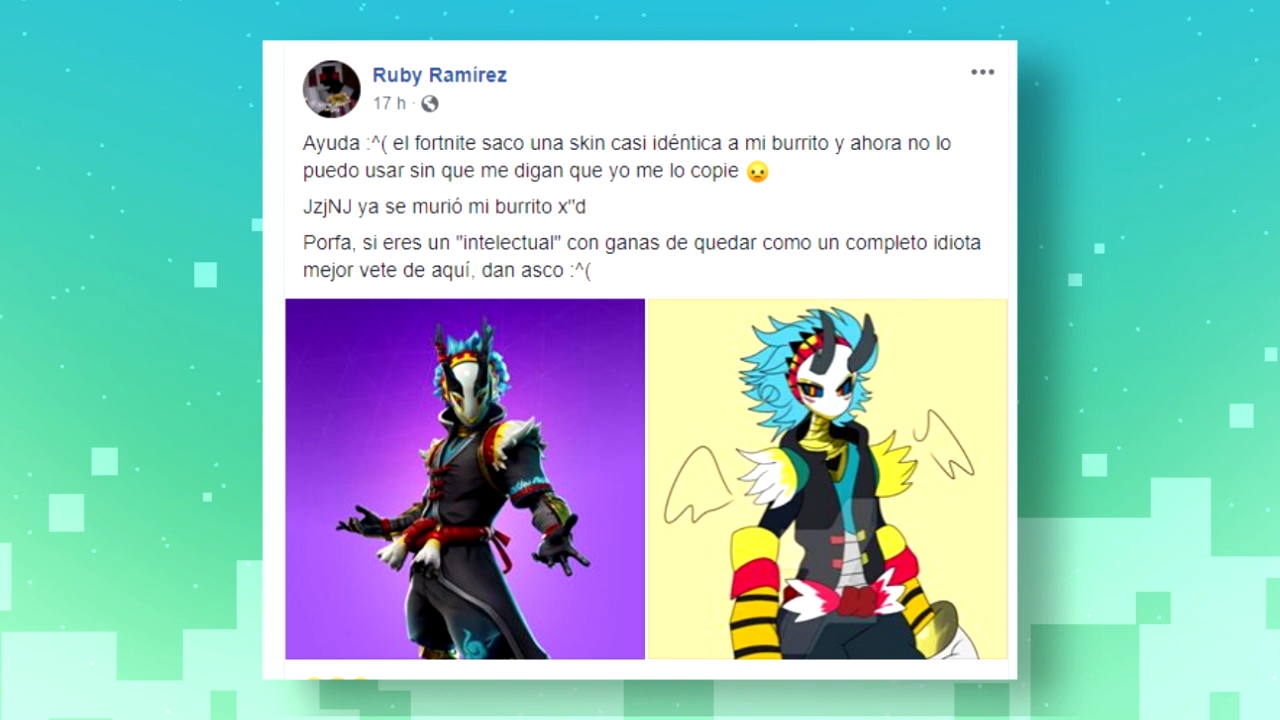 Ruby Ramírez
17 h ·
Ayuda :^( el fortnite saco una skin casi idéntica a mi burrito y ahora no lo
puedo usar sin que me digan que yo me lo copie
JzjNJ ya se murió mi burrito x"d
Porfa, si eres un "intelectual" con ganas de quedar como un completo idiota
mejor vete de aquí, dan asco :^(